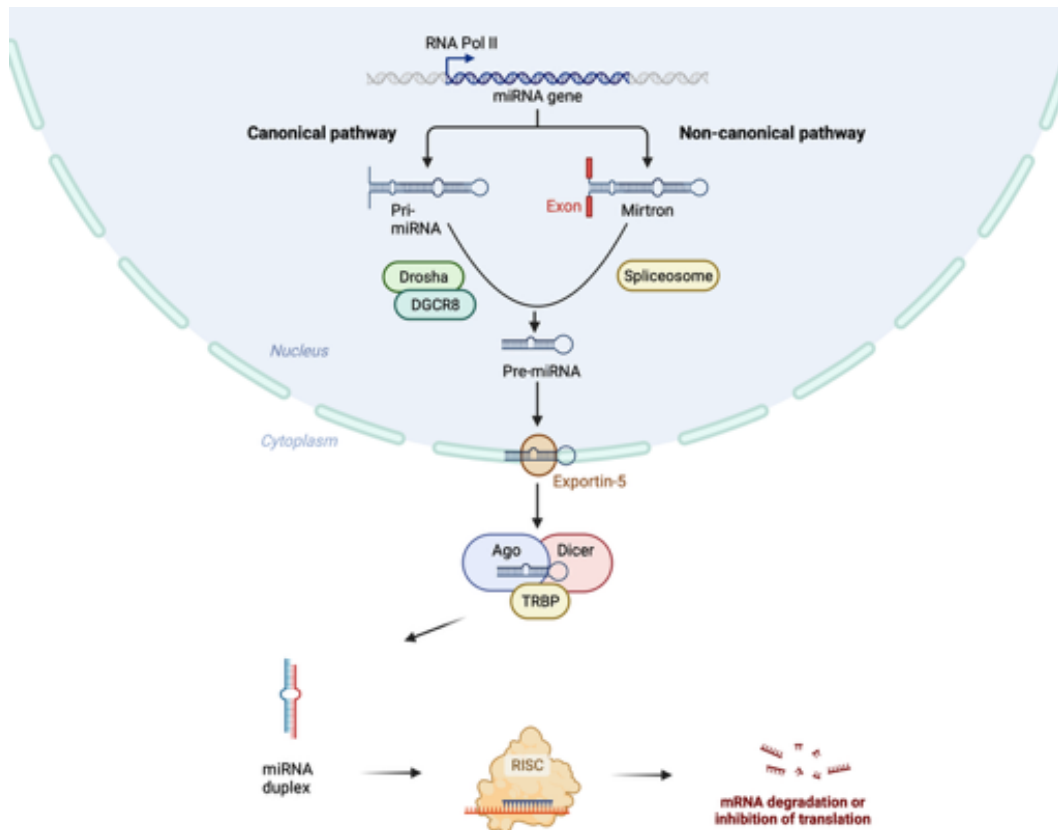 RNA Pol II
miRNA gene
Canonical pathway
Non-canonical pathway
Exon
Mirtron
Pri-
miRNA
Drosha
DGCR8
Spliceosome
Nucleus
Pre-miRNA
Cytoplasm
Exportin-5
Ago
Dicer
TRBP
miRNA
duplex
RISC
mRNA degradation or
inhibition of translation